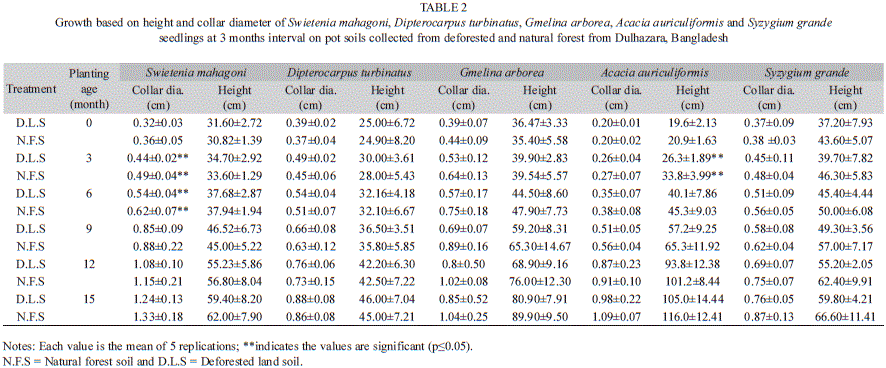 TABLE 2
Growth based on height and collar diameter of Swietenia mahagoni, Dipterocarpus turbinatus, Gmelina arborea, Acacia auriculiformis and Syzygium grande
seedlings at 3 months interval on pot soils collected from deforested and natural forest from Dulhazara, Bangladesh
Treatment Planting age (month) Swietenia mahagoni Dipterocarpus turbinatus Gmelina arborea Acacia auriculiformis Syzygium grande
Collar dia. (cm) Height (cm) Collar dia. (cm) Height (cm) Collar dia. (cm) Height (cm) Collar dia. (cm) Height (cm) Collar dia. (cm) Height (cm)
D.L.S 0 0.32±0.03 31.60±2.72 0.39±0.02 25.00±6.72 0.39±0.07 36.47±3.33 0.20±0.01 19.6±2.13 0.37±0.09 37.20±7.93
N.F.S 0.36±0.05 30.82±1.39 0.37±0.04 24.90±8.20 0.44±0.09 35.40±5.58 0.20±0.02 20.9±1.63 0.38 ±0.03 43.60±5.07
D.L.S 3 0.44±0.02** 34.70±2.92 0.49±0.02 30.00±3.61 0.53±0.12 39.90±2.83 0.26±0.04 26.3±1.89** 0.45±0.11 39.70±7.82
N.F.S 0.49±0.04** 33.60±1.29 0.45±0.06 28.00±5.43 0.64±0.13 39.54±5.57 0.27±0.07 33.8±3.99** 0.48±0.04 46.30±5.83
D.L.S 6 0.54±0.04** 37.68±2.87 0.54±0.04 32.16±4.18 0.57±0.17 44.50±8.60 0.35±0.07 40.1±7.86 0.51±0.09 45.40±4.44
N.F.S 0.62±0.07** 37.94±1.94 0.51±0.07 32.10±6.67 0.75±0.18 47.90±7.73 0.38±0.08 45.3±9.03 0.56±0.05 50.00±6.08
D.L.S 9 0.85±0.09 46.52±6.73 0.66±0.08 36.50±3.51 0.69±0.07 59.20±8.31 0.51±0.05 57.2±9.25 0.58±0.08 49.30±3.56
N.F.S 0.88±0.22 45.00±5.22 0.63±0.12 35.80±5.85 0.89±0.16 65.30±14.67 0.56±0.04 65.3±11.92 0.62±0.04 57.00±7.17
D.L.S 12 1.08±0.10 55.23±5.86 0.76±0.06 42.20±6.30 0.8±0.50 68.90±9.16 0.87±0.23 93.8±12.38 0.69±0.07 55.20±2.05
N.F.S 1.15±0.21 56.80±8.04 0.73±0.15 42.50±7.22 1.02±0.08 76.00±12.30 0.91±0.10 101.2±8.44 0.75±0.07 62.40±9.91
D.L.S 15 1.24±0.13 59.40±8.20 0.88±0.08 46.00±7.04 0.85±0.52 80.90±7.91 0.98±0.22 105.0±14.44 0.76±0.05 59.80±4.21
N.F.S 1.33±0.18 62.00±7.90 0.86±0.08 45.00±7.21 1.04±0.25 89.90±9.50 1.09±0.07 116.0±12.41 0.87±0.13 66.60±11.41
Notes: Each value is the mean of 5 replications; **indicates the values are significant (p≤0.05).
N.F.S = Natural forest soil and D.L.S = Deforested land soil.